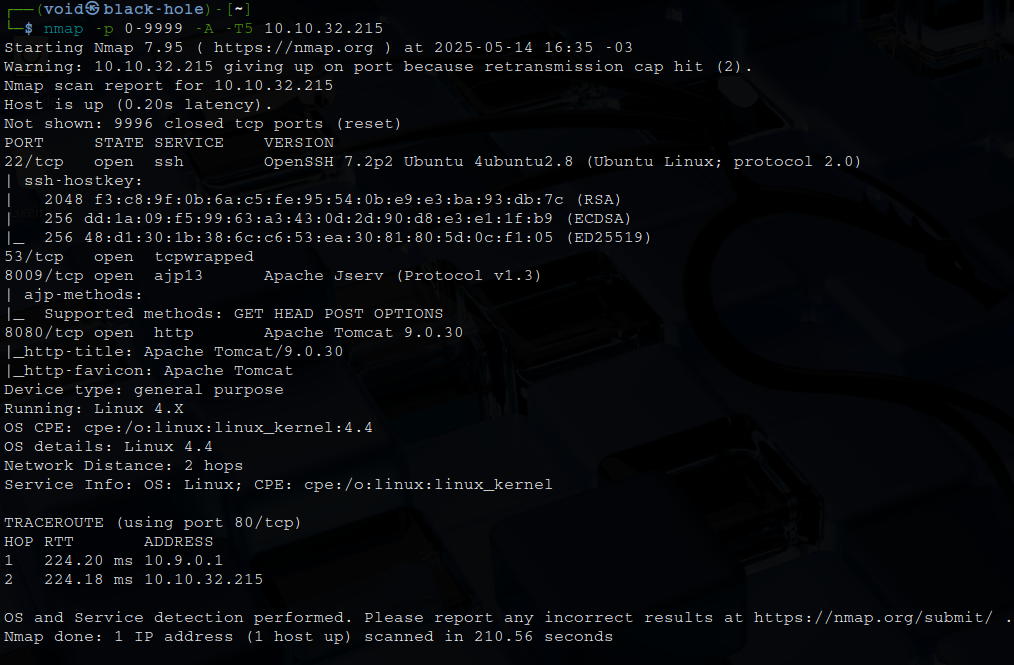 ┌──(void㉿black-hole)-[~]
└─$ nmap -p 0-9999 -A -T5 10.10.32.215
Starting Nmap 7.95 ( https://nmap.org ) at 2025-05-14 16:35 -03
Warning: 10.10.32.215 giving up on port because retransmission cap hit (2).
Nmap scan report for 10.10.32.215
Host is up (0.20s latency).
Not shown: 9996 closed tcp ports (reset)
PORT     STATE SERVICE    VERSION
22/tcp   open  ssh        OpenSSH 7.2p2 Ubuntu 4ubuntu2.8 (Ubuntu Linux; protocol 2.0)
| ssh-hostkey:
|   2048 f3:c8:9f:0b:6a:c5:fe:95:54:0b:e9:e3:ba:93:db:7c (RSA)
|   256 dd:1a:09:f5:99:63:a3:43:0d:2d:90:d8:e3:e1:1f:b9 (ECDSA)
|_  256 48:d1:30:1b:38:6c:c6:53:ea:30:81:80:5d:0c:f1:05 (ED25519)
53/tcp   open  tcpwrapped
8009/tcp open  ajp13      Apache Jserv (Protocol v1.3)
| ajp-methods:
|_  Supported methods: GET HEAD POST OPTIONS
8080/tcp open  http       Apache Tomcat 9.0.30
|_http-title: Apache Tomcat/9.0.30
|_http-favicon: Apache Tomcat
Device type: general purpose
Running: Linux 4.X
OS CPE: cpe:/o:linux:linux_kernel:4.4
OS details: Linux 4.4
Network Distance: 2 hops
Service Info: OS: Linux; CPE: cpe:/o:linux:linux_kernel

TRACEROUTE (using port 80/tcp)
HOP RTT       ADDRESS
1   224.20 ms 10.9.0.1
2   224.18 ms 10.10.32.215

OS and Service detection performed. Please report any incorrect results at https://nmap.org/submit/ .
Nmap done: 1 IP address (1 host up) scanned in 210.56 seconds